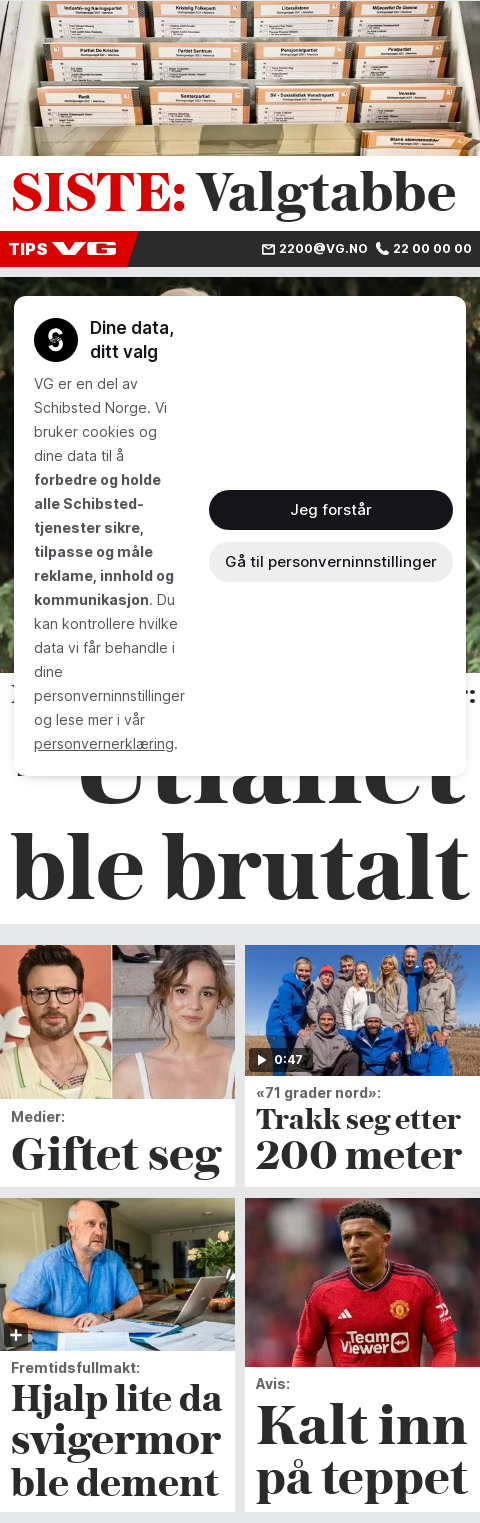 Industri- og Næringspartiet
Kristelig Folkeparti
Liberalistene
Miljøpartiet De Grønne
Partiet De Kristne
Partiet Sentrum
Pensjonistpartiet
Rødt
Senterpartiet
SV - Sosialistisk Venstreparti
Venstre
Blank stemmeseddel
SISTE: Valgtabbe
TIPS VG
2200@VG.NO
22 00 00 00
Dine data,
ditt valg
VG er en del av
Schibsted Norge. Vi
bruker cookies og
dine data til å
forbedre og holde
alle Schibsted-
tjenester sikre,
tilpasse og måle
reklame, innhold og
kommunikasjon. Du
kan kontrollere hvilke
data vi får behandle i
dine
personverninnstillinger
og lese mer i vår
personvernerklæring.
Jeg forstår
Gå til personverninnstillinger
ble brutalt
0:47
Medier:
Giftet seg
«71 grader nord»:
Trakk seg etter
200 meter
Fremtidsfullmakt:
Hjalp lite da
svigermor
ble dement
TeamViewer
Avis:
Kalt inn
på teppet